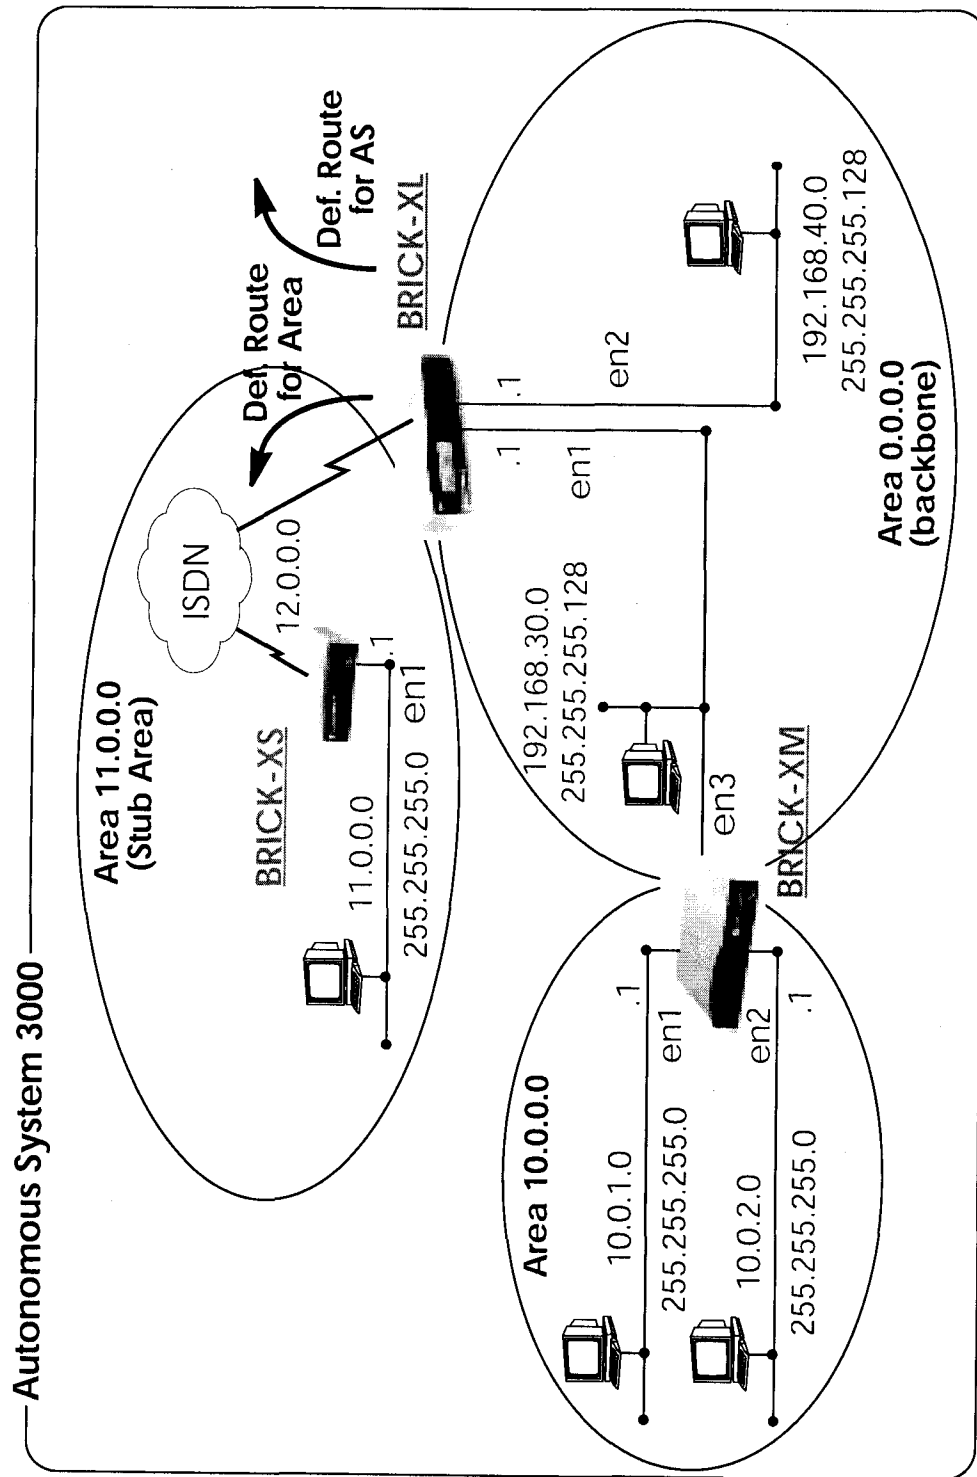 Autonomous System 3000
Area 11.0.0.0
(Stub Area)
ISDN
Def. Route
for Area
Def. Route
for AS
BRICK-XS
12.0.0.0
BRICK-XL
11.0.0.0
.1
255.255.255.0
en1
.1
.1
en1
en2
Area 10.0.0.0
192.168.30.0
255.255.255.128
10.0.1.0
.1
255.255.255.0
en1
en3
10.0.2.0
en2
255.255.255.0
.1
BRICK-XM
192.168.40.0
255.255.255.128
Area 0.0.0.0
(backbone)